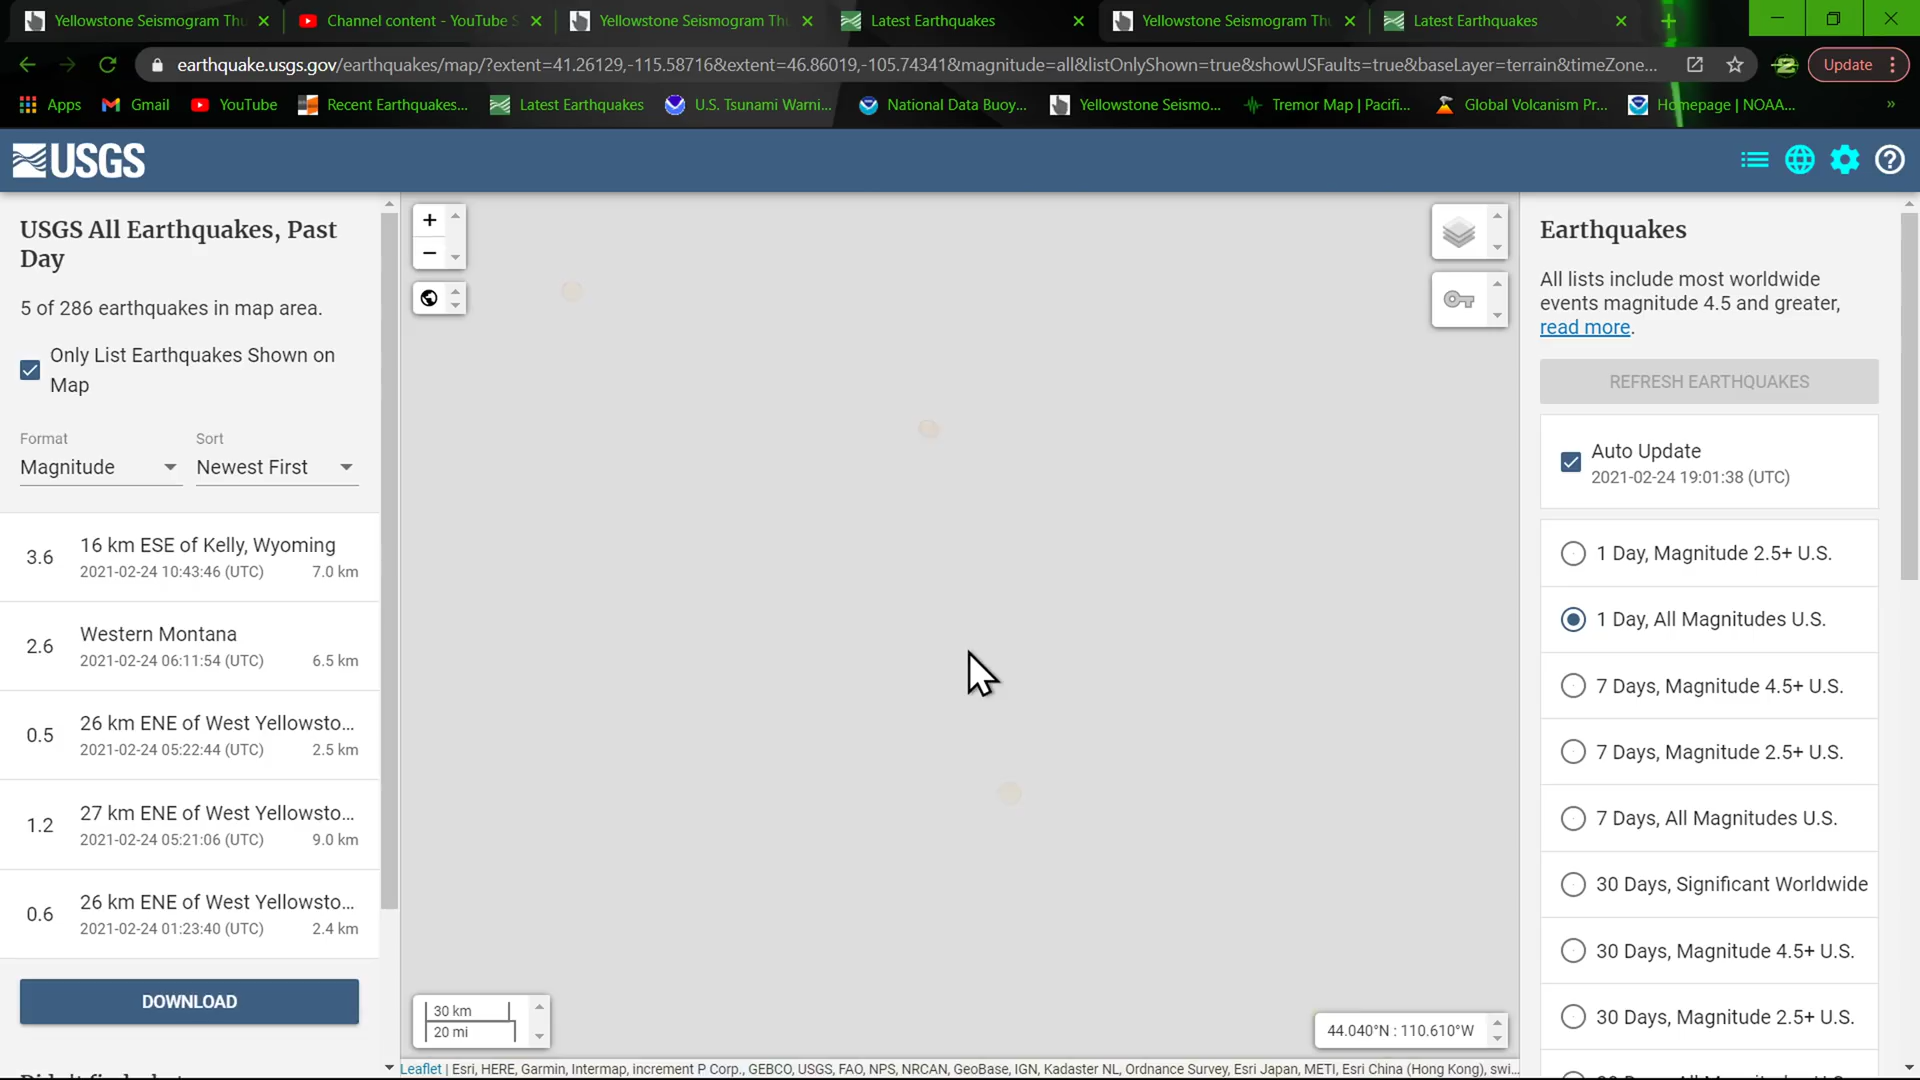 Yellowstone Seismogram Thu
Channel content - YouTube S
Yellowstone Seismogram Thu
Latest Earthquakes
Yellowstone Seismogram Thu
Latest Earthquakes
earthquake.usgs.gov/earthquakes/map/?extent=41.26129,-115.58716&extent=46.86019,-105.74341&magnitude=all&listOnlyShown=true&showUSFaults=true&baseLayer=terrain&timeZone...
Update
Apps
Gmail
YouTube
Recent Earthquakes...
Latest Earthquakes
U.S. Tsunami Warni...
National Data Buoy...
Yellowstone Seismo...
Tremor Map | Pacifi...
Global Volcanism Pr...
Homepage | NOAA...
»
USGS
USGS All Earthquakes, Past
Day
5 of 286 earthquakes in map area.
Only List Earthquakes Shown on
Map
Format
Magnitude
Sort
Newest First
3.6
16 km ESE of Kelly, Wyoming
2021-02-24 10:43:46 (UTC) 7.0 km
2.6
Western Montana
2021-02-24 06:11:54 (UTC) 6.5 km
0.5
26 km ENE of West Yellowsto...
2021-02-24 05:22:44 (UTC) 2.5 km
1.2
27 km ENE of West Yellowsto...
2021-02-24 05:21:06 (UTC) 9.0 km
0.6
26 km ENE of West Yellowsto...
2021-02-24 01:23:40 (UTC) 2.4 km
DOWNLOAD
+
−
30 km
20 mi
44.040°N : 110.610°W
Leaflet | Esri, HERE, Garmin, Intermap, increment P Corp., GEBCO, USGS, FAO, NPS, NRCAN, GeoBase, IGN, Kadaster NL, Ordnance Survey, Esri Japan, METI, Esri China (Hong Kong), swi...
Earthquakes
All lists include most worldwide
events magnitude 4.5 and greater,
read more.
REFRESH EARTHQUAKES
Auto Update
2021-02-24 19:01:38 (UTC)
1 Day, Magnitude 2.5+ U.S.
1 Day, All Magnitudes U.S.
7 Days, Magnitude 4.5+ U.S.
7 Days, Magnitude 2.5+ U.S.
7 Days, All Magnitudes U.S.
30 Days, Significant Worldwide
30 Days, Magnitude 4.5+ U.S.
30 Days, Magnitude 2.5+ U.S.